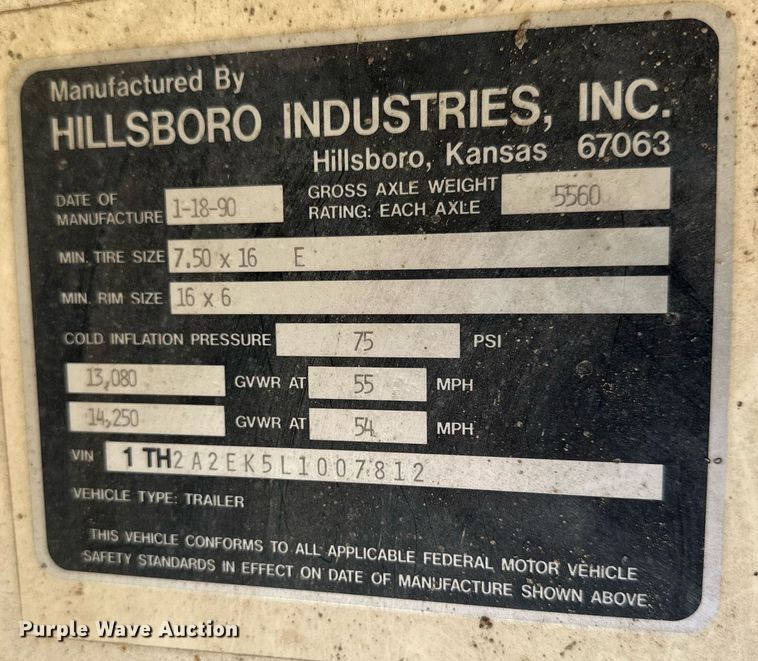 Manufactured By
HILLSBORO INDUSTRIES, INC.
Hillsboro, Kansas 67063
DATE OF MANUFACTURE 1-18-90 GROSS AXLE WEIGHT RATING: EACH AXLE 5560
MIN. TIRE SIZE 7.50 x 16 E
MIN. RIM SIZE 16 x 6
COLD INFLATION PRESSURE 75 PSI
13,080 GVWR AT 55 MPH
14,250 GVWR AT 54 MPH
VIN 1TH2A2EK5L1007812
VEHICLE TYPE: TRAILER
THIS VEHICLE CONFORMS TO ALL APPLICABLE FEDERAL MOTOR VEHICLE
SAFETY STANDARDS IN EFFECT ON DATE OF MANUFACTURE SHOWN ABOVE.
Purple Wave Auction